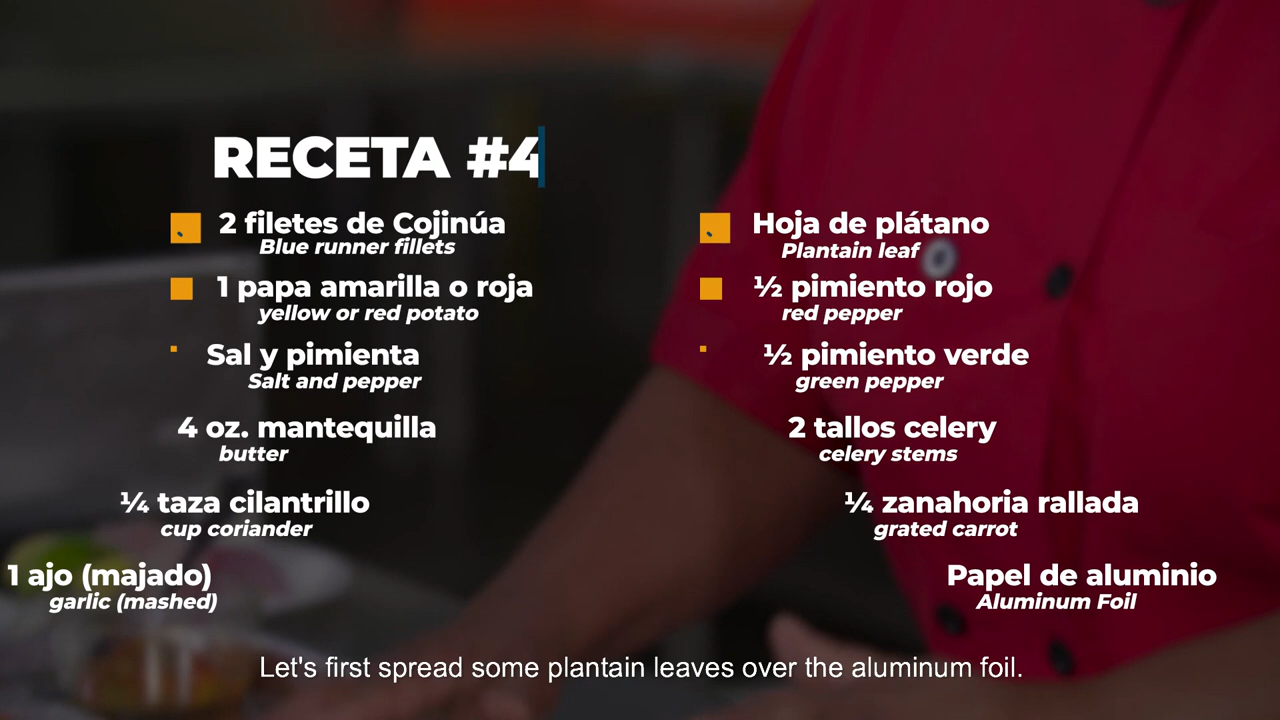 RECETA #4
2 filetes de Cojinúa
Blue runner fillets
1 papa amarilla o roja
yellow or red potato
Sal y pimienta
Salt and pepper
4 oz. mantequilla
butter
¼ taza cilantrillo
cup coriander
1 ajo (majado)
garlic (mashed)
Hoja de plátano
Plantain leaf
½ pimiento rojo
red pepper
½ pimiento verde
green pepper
2 tallos celery
celery stems
¼ zanahoria rallada
grated carrot
Papel de aluminio
Aluminum Foil
Let's first spread some plantain leaves over the aluminum foil.